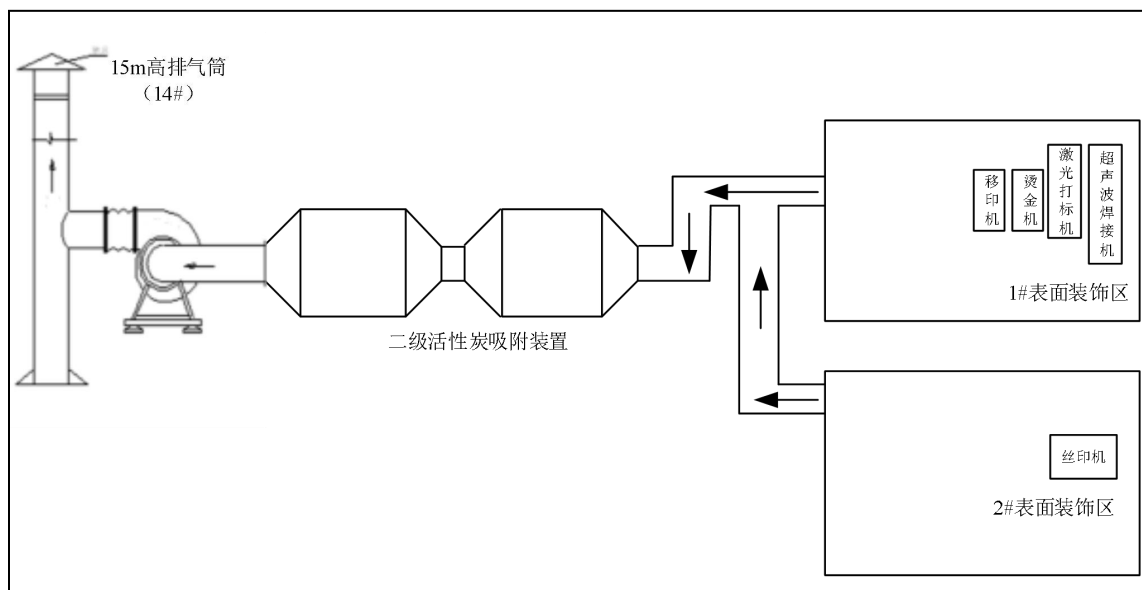 15m高排气筒
（14#）
移印机
烫金机
激光打标机
超声波焊接机
1#表面装饰区
二级活性炭吸附装置
丝印机
2#表面装饰区